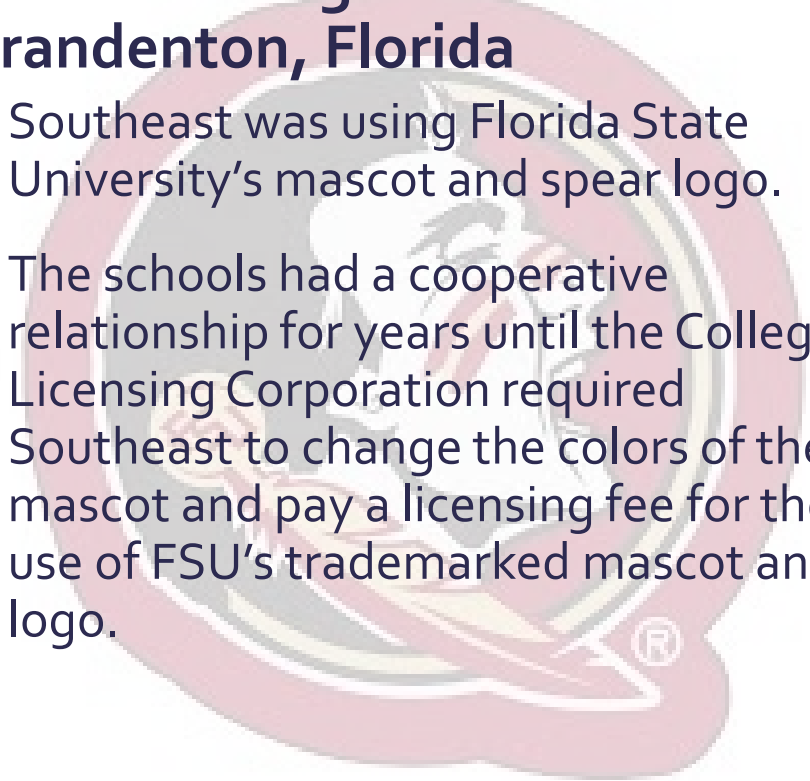 randenton, Florida
Southeast was using Florida State
University’s mascot and spear logo.
The schools had a cooperative
relationship for years until the Colleg
Licensing Corporation required
Southeast to change the colors of the
mascot and pay a licensing fee for the
use of FSU’s trademarked mascot an
logo.
®